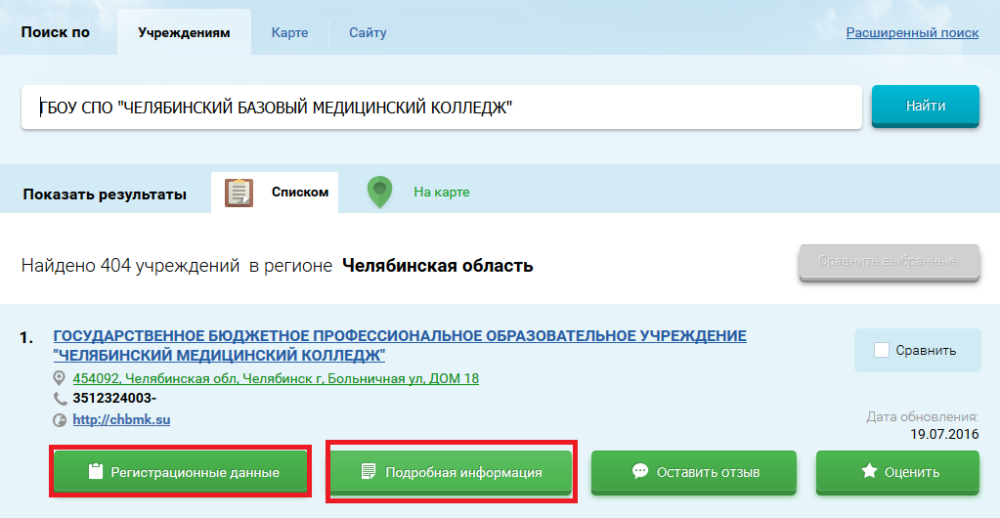 Поиск по Учреждениям Карте Сайту Расширенный поиск
ГБОУ СПО "ЧЕЛЯБИНСКИЙ БАЗОВЫЙ МЕДИЦИНСКИЙ КОЛЛЕДЖ" Найти
Показать результаты Списком На карте
Найдено 404 учреждений в регионе Челябинская область Сравнить выбранные
1. ГОСУДАРСТВЕННОЕ БЮДЖЕТНОЕ ПРОФЕССИОНАЛЬНОЕ ОБРАЗОВАТЕЛЬНОЕ УЧРЕЖДЕНИЕ
"ЧЕЛЯБИНСКИЙ МЕДИЦИНСКИЙ КОЛЛЕДЖ" Сравнить
454092, Челябинская обл, Челябинск г, Больничная ул, ДОМ 18
3512324003-
http://chbmk.su Дата обновления:
19.07.2016
Регистрационные данные Подробная информация Оставить отзыв Оценить